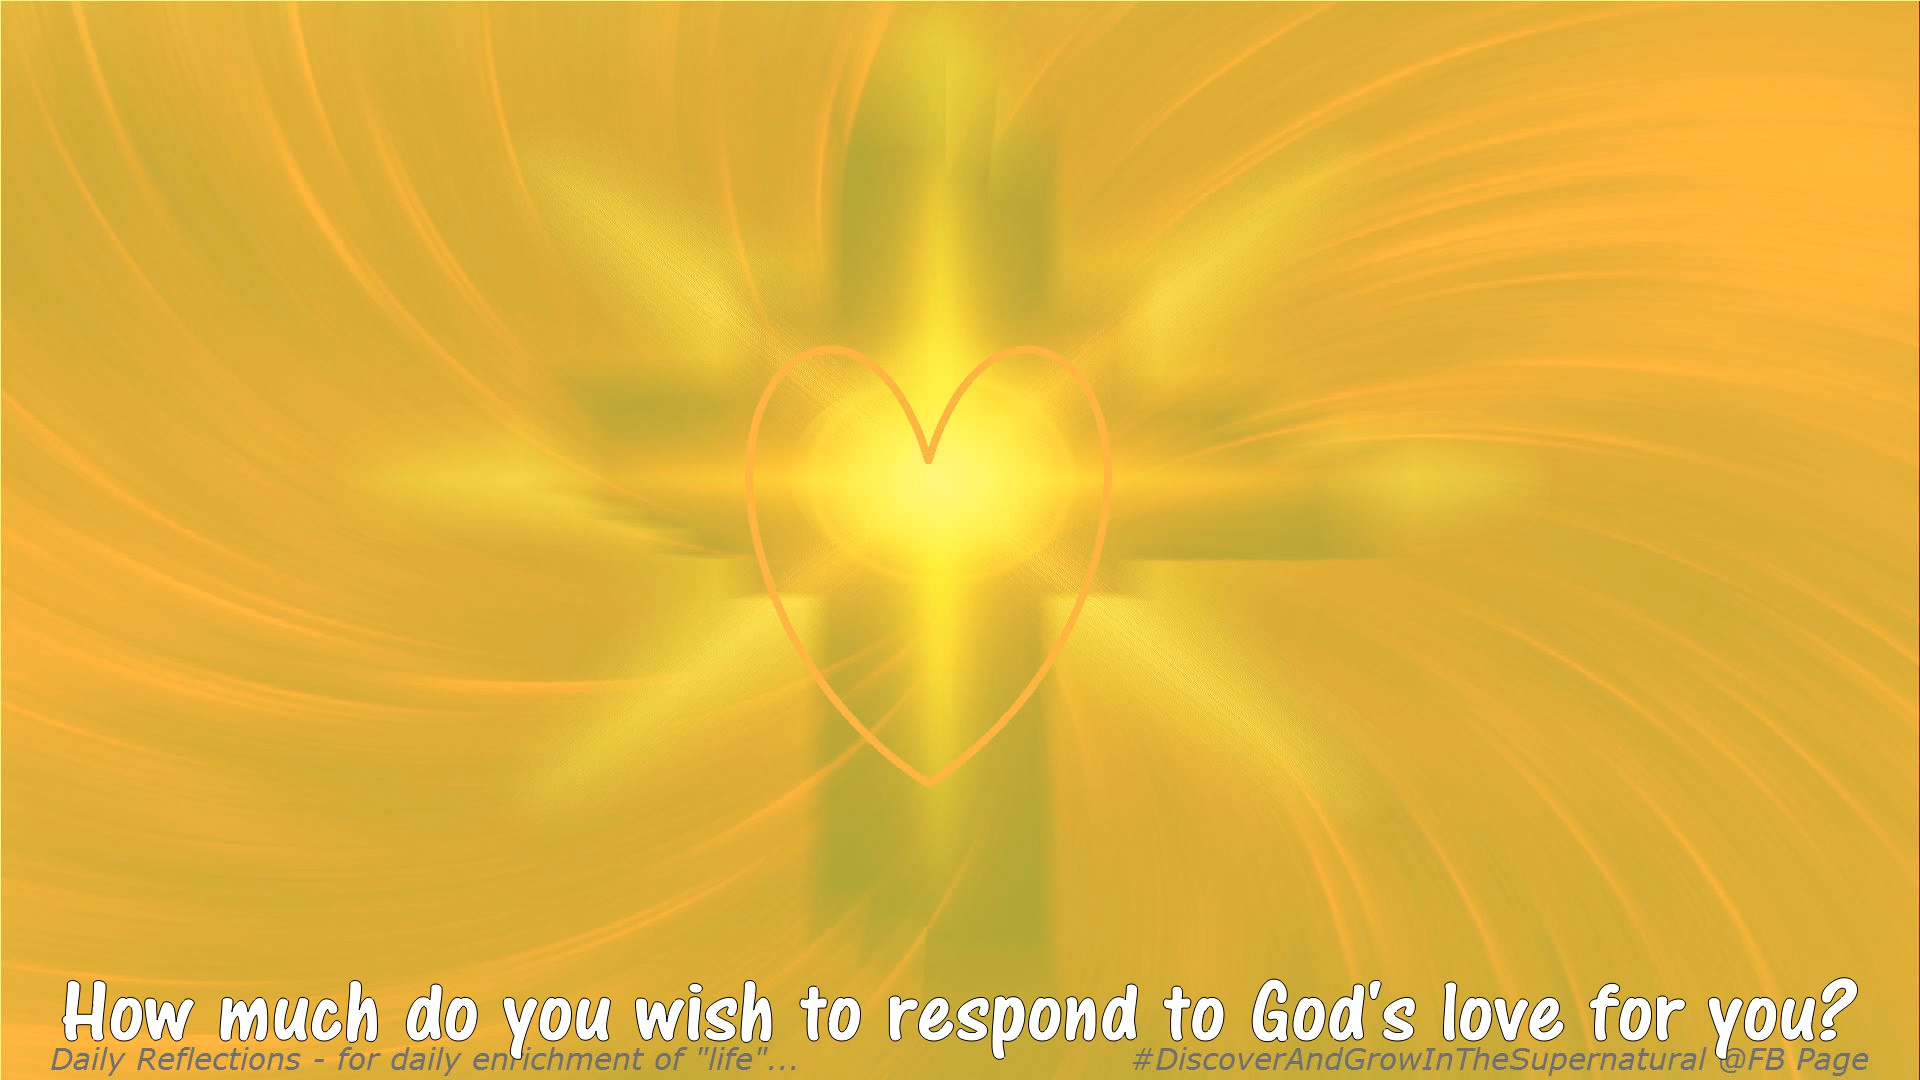 How much do you wish to respond to God's love for you?
Daily Reflections - for daily enrichment of "life"...
#DiscoverAndGrowInTheSupernatural @FB Page